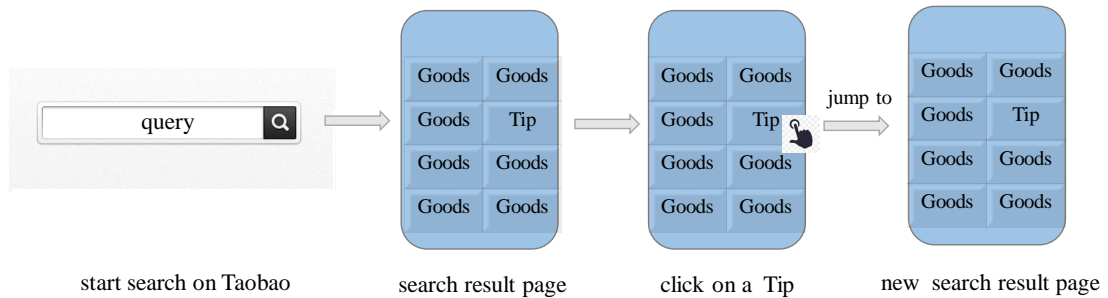 query
start search on Taobao
Goods Goods
Goods Tip
Goods Goods
Goods Goods
search result page
Goods Goods
Goods Tip
Goods Goods
Goods Goods
click on a Tip
jump to
Goods Goods
Goods Tip
Goods Goods
Goods Goods
new search result page